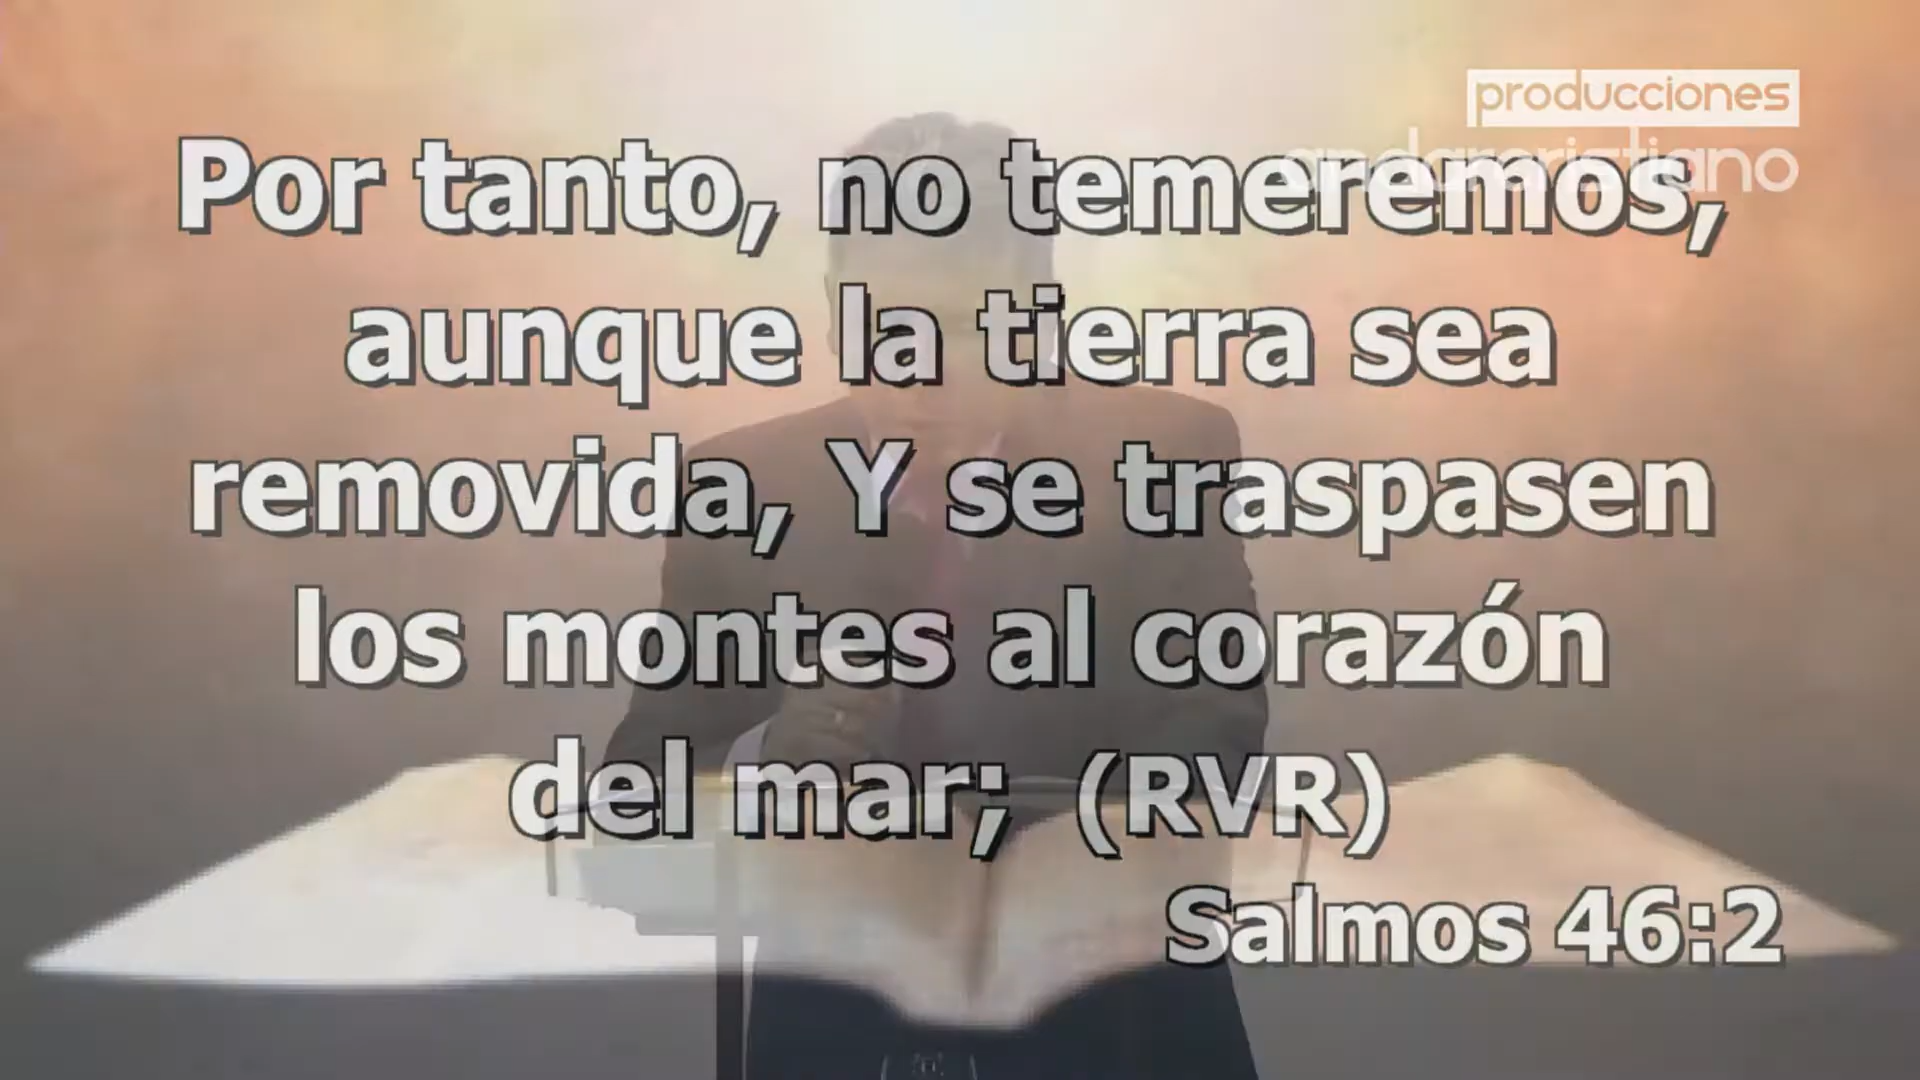 producciones
andarcristiano
Por tanto, no temeremos,
aunque la tierra sea
removida, Y se traspasen
los montes al corazón
del mar; (RVR)
Salmos 46:2